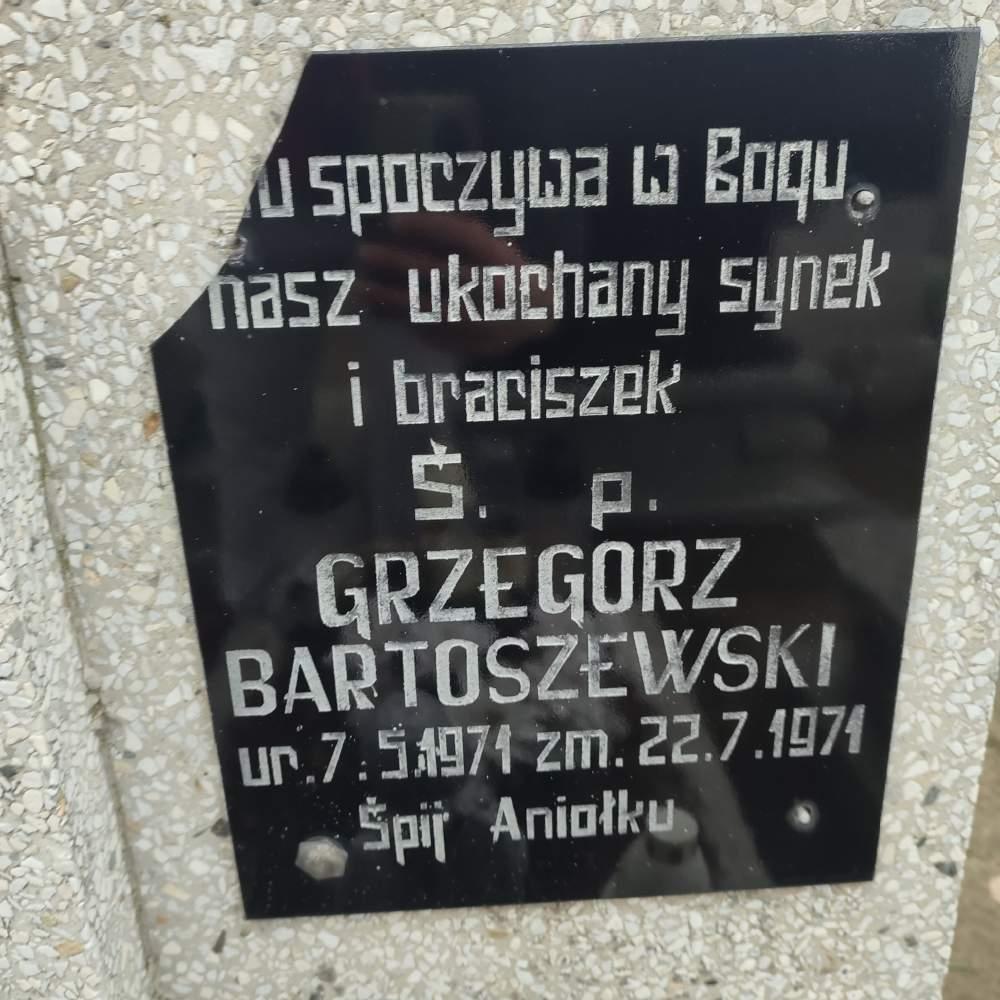 u spoczywa w Bogu
nasz ukochany synek
i braciszek
Ś. p.
GRZEGORZ
BARTOSZEWSKI
ur. 7. 5. 1971 zm. 22. 7. 1971
Śpij Aniołku